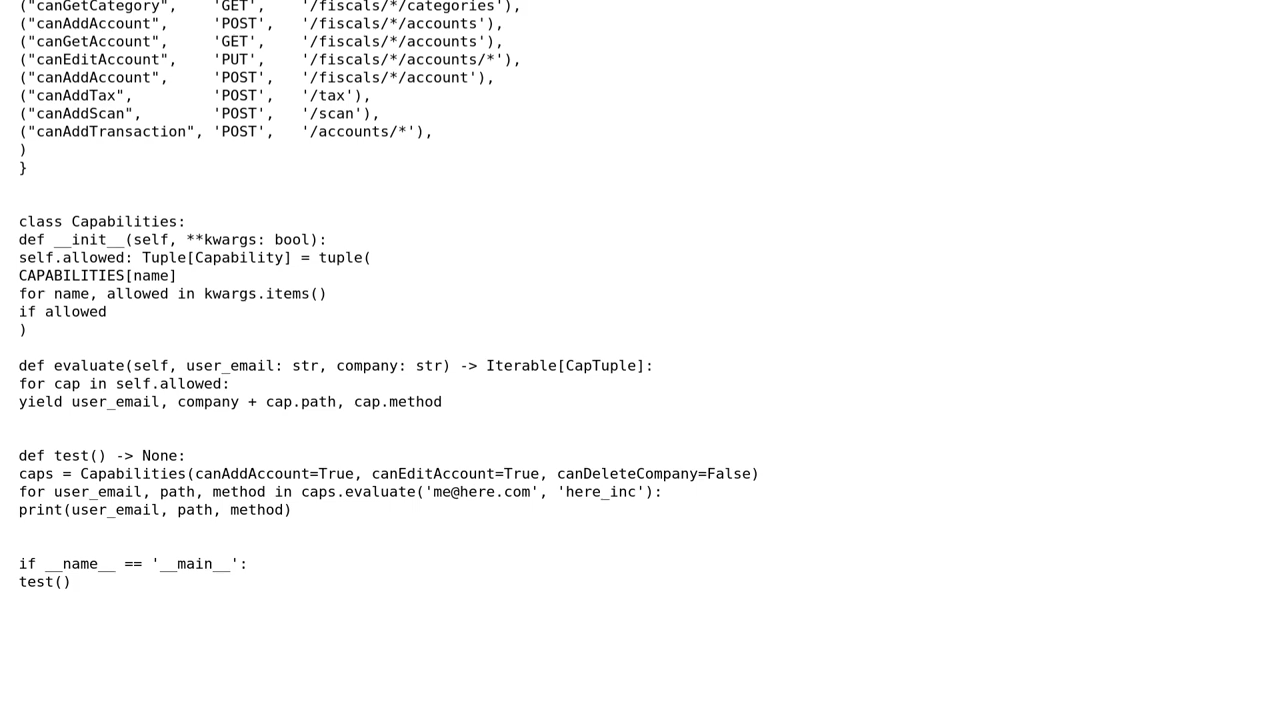 ("canGetCategory",    'GET',    '/fiscals/*/categories'),
("canAddAccount",     'POST',   '/fiscals/*/accounts'),
("canGetAccount",     'GET',    '/fiscals/*/accounts'),
("canEditAccount",    'PUT',    '/fiscals/*/accounts/*'),
("canAddAccount",     'POST',   '/fiscals/*/account'),
("canAddTax",         'POST',   '/tax'),
("canAddScan",        'POST',   '/scan'),
("canAddTransaction", 'POST',   '/accounts/*'),
)
}
class Capabilities:
def __init__(self, **kwargs: bool):
self.allowed: Tuple[Capability] = tuple(
CAPABILITIES[name]
for name, allowed in kwargs.items()
if allowed
)
def evaluate(self, user_email: str, company: str) -> Iterable[CapTuple]:
for cap in self.allowed:
yield user_email, company + cap.path, cap.method
def test() -> None:
caps = Capabilities(canAddAccount=True, canEditAccount=True, canDeleteCompany=False)
for user_email, path, method in caps.evaluate('me@here.com', 'here_inc'):
print(user_email, path, method)
if __name__ == '__main__':
test()